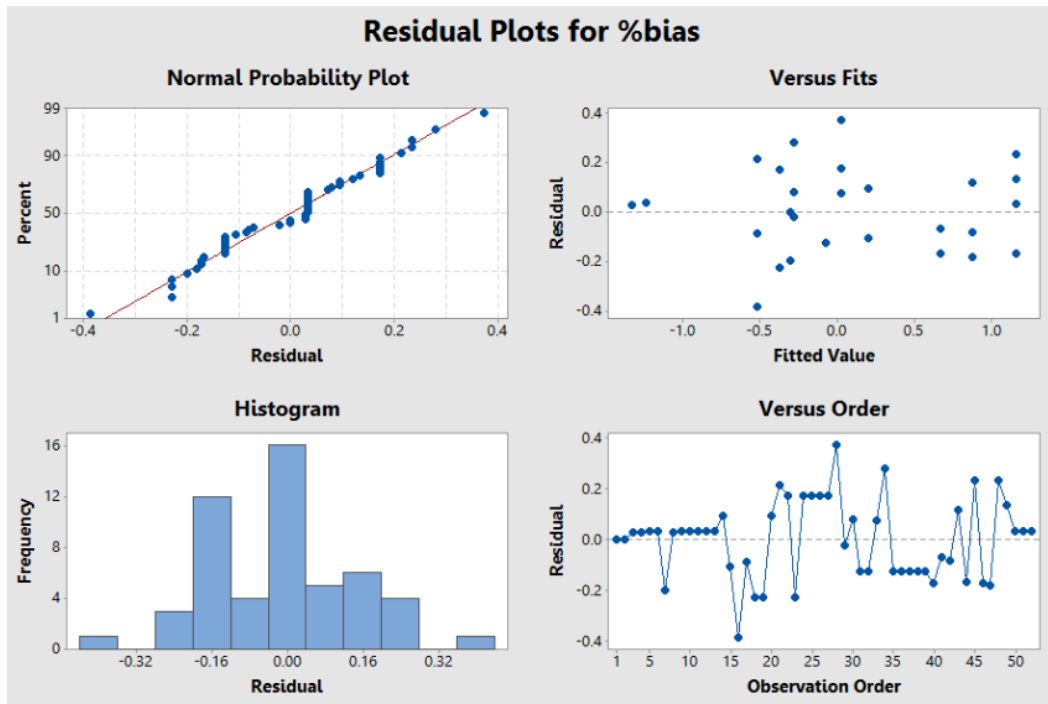 Residual Plots for %bias
Normal Probability Plot
99
90
50
10
1
Percent
-0.4 -0.2 0.0 0.2 0.4
Residual
Versus Fits
0.4
0.2
0.0
-0.2
-0.4
Residual
-1.0 -0.5 0.0 0.5 1.0
Fitted Value
Histogram
16
12
8
4
0
Frequency
-0.32 -0.16 0.00 0.16 0.32
Residual
Versus Order
0.4
0.2
0.0
-0.2
-0.4
Residual
1 5 10 15 20 25 30 35 40 45 50
Observation Order